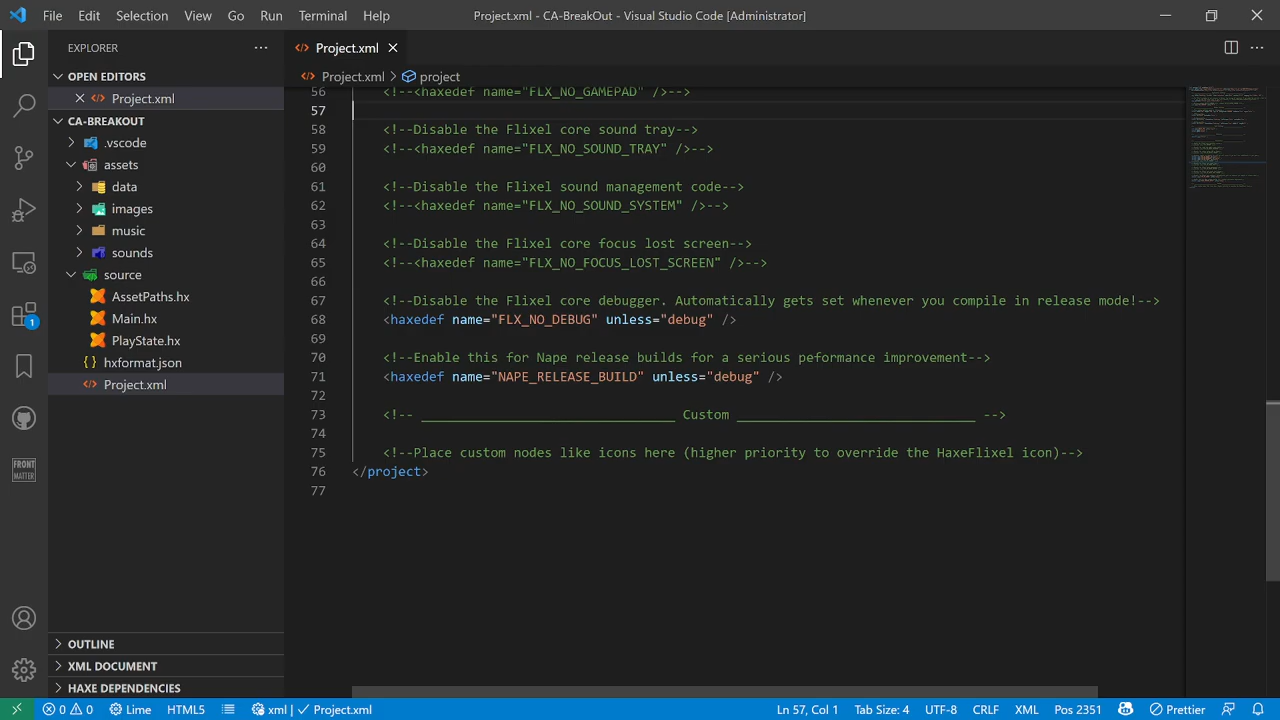 File Edit Selection View Go Run Terminal Help
Project.xml - CA-BreakOut - Visual Studio Code [Administrator]
EXPLORER
OPEN EDITORS
Project.xml
CA-BREAKOUT
.vscode
assets
data
images
music
sounds
source
AssetPaths.hx
Main.hx
PlayState.hx
hxformat.json
Project.xml
OUTLINE
XML DOCUMENT
HAXE DEPENDENCIES
1
FRONT
MATTER
Project.xml
Project.xml > project
56 <!--<haxedef name="FLX_NO_GAMEPAD" />-->
57
58 <!--Disable the Flixel core sound tray-->
59 <!--<haxedef name="FLX_NO_SOUND_TRAY" />-->
60
61 <!--Disable the Flixel sound management code-->
62 <!--<haxedef name="FLX_NO_SOUND_SYSTEM" />-->
63
64 <!--Disable the Flixel core focus lost screen-->
65 <!--<haxedef name="FLX_NO_FOCUS_LOST_SCREEN" />-->
66
67 <!--Disable the Flixel core debugger. Automatically gets set whenever you compile in release mode!-->
68 <haxedef name="FLX_NO_DEBUG" unless="debug" />
69
70 <!--Enable this for Nape release builds for a serious peformance improvement-->
71 <haxedef name="NAPE_RELEASE_BUILD" unless="debug" />
72
73 <!-- _________________________________ Custom _______________________________ -->
74
75 <!--Place custom nodes like icons here (higher priority to override the HaxeFlixel icon)-->
76 </project>
77
0 0 Lime HTML5 xml | Project.xml Ln 57, Col 1 Tab Size: 4 UTF-8 CRLF XML Pos 2351 Prettier